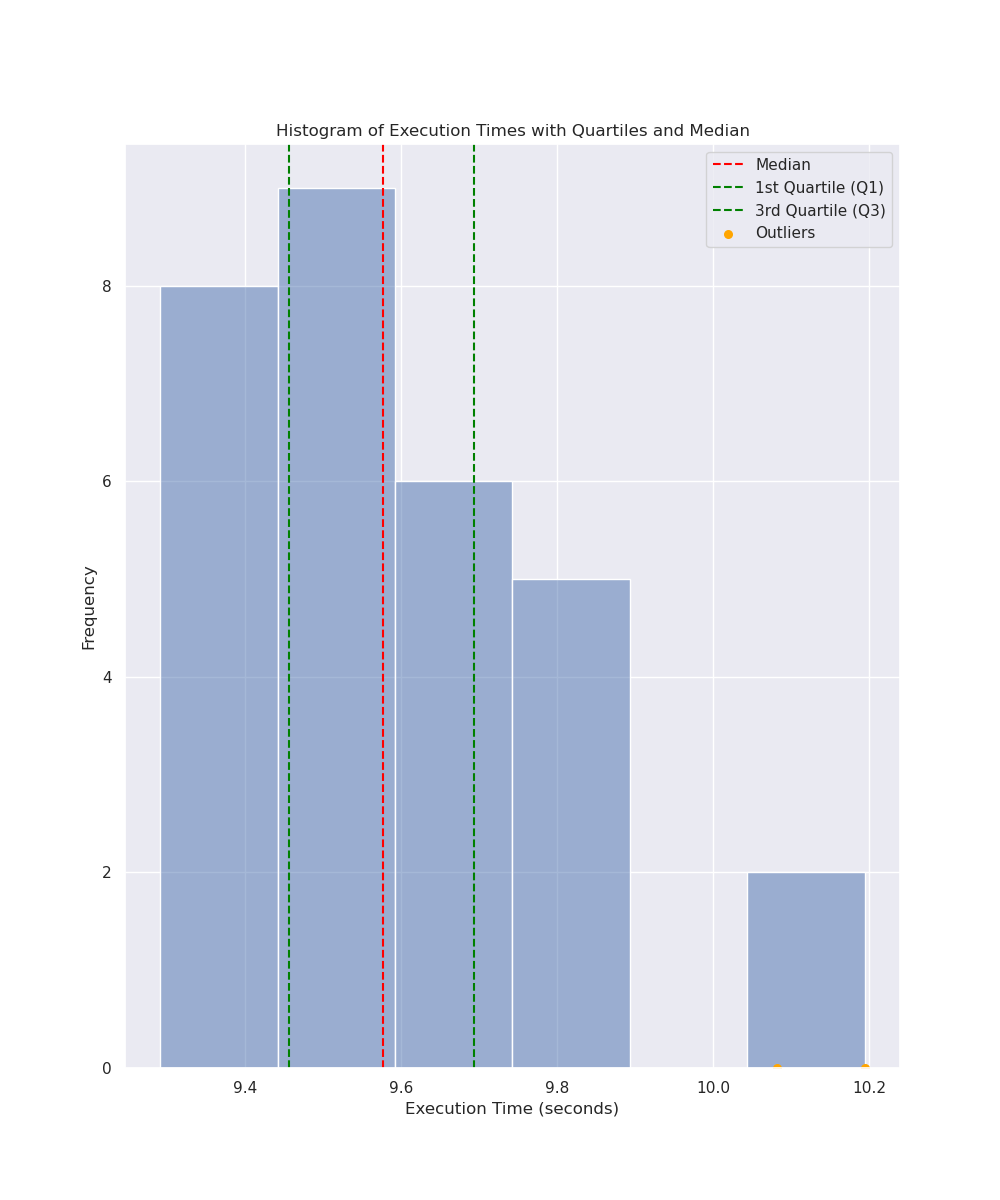 Histogram of Execution Times with Quartiles and Median
Median
1st Quartile (Q1)
3rd Quartile (Q3)
Outliers
Frequency
8
6
4
2
0
9.4 9.6 9.8 10.0 10.2
Execution Time (seconds)